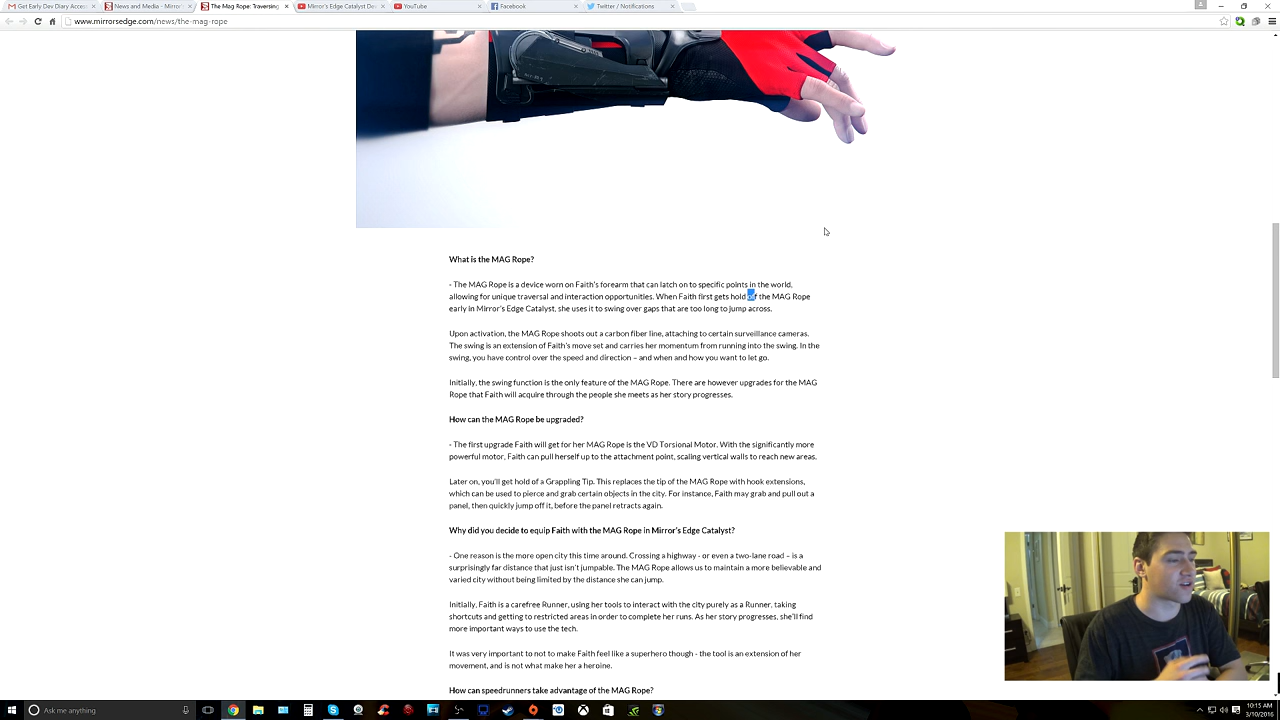 Get Early Dev Diary Acces
News and Media - Mirror'
The Mag Rope: Traversing
Mirror's Edge Catalyst De
YouTube
Facebook
Twitter / Notifications
www.mirrorsedge.com/news/the-mag-rope
What is the MAG Rope?
- The MAG Rope is a device worn on Faith's forearm that can latch on to specific points in the world,
allowing for unique traversal and interaction opportunities. When Faith first gets hold of the MAG Rope
early in Mirror's Edge Catalyst, she uses it to swing over gaps that are too long to jump across.
Upon activation, the MAG Rope shoots out a carbon fiber line, attaching to certain surveillance cameras.
The swing is an extension of Faith's move set and carries her momentum from running into the swing. In the
swing, you have control over the speed and direction – and when and how you want to let go.
Initially, the swing function is the only feature of the MAG Rope. There are however upgrades for the MAG
Rope that Faith will acquire through the people she meets as her story progresses.
How can the MAG Rope be upgraded?
- The first upgrade Faith will get for her MAG Rope is the VD Torsional Motor. With the significantly more
powerful motor, Faith can pull herself up to the attachment point, scaling vertical walls to reach new areas.
Later on, you'll get hold of a Grappling Tip. This replaces the tip of the MAG Rope with hook extensions,
which can be used to pierce and grab certain objects in the city. For instance, Faith may grab and pull out a
panel, then quickly jump off it, before the panel retracts again.
Why did you decide to equip Faith with the MAG Rope in Mirror's Edge Catalyst?
- One reason is the more open city this time around. Crossing a highway - or even a two-lane road – is a
surprisingly far distance that just isn't jumpable. The MAG Rope allows us to maintain a more believable and
varied city without being limited by the distance she can jump.
Initially, Faith is a carefree Runner, using her tools to interact with the city purely as a Runner, taking
shortcuts and getting to restricted areas in order to complete her runs. As her story progresses, she'll find
more important ways to use the tech.
It was very important to not to make Faith feel like a superhero though - the tool is an extension of her
movement, and is not what make her a heroine.
How can speedrunners take advantage of the MAG Rope?
Ask me anything
10:15 AM
3/10/2016